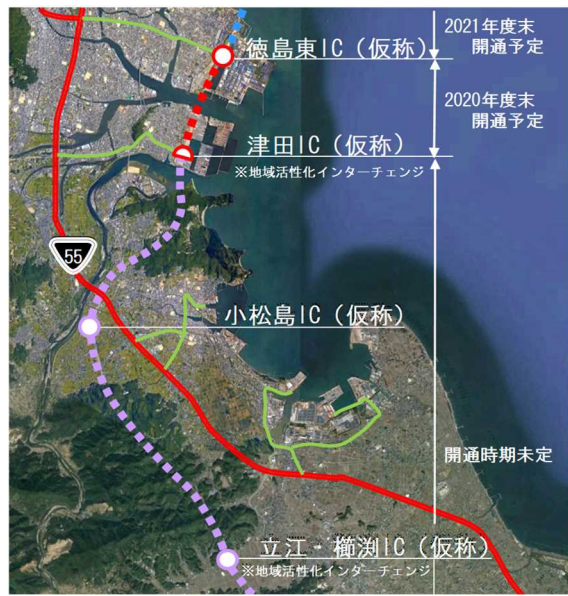 2021年度末
開通予定
徳島東IC（仮称）
2020年度末
開通予定
津田IC（仮称）
※地域活性化インターチェンジ
55
小松島IC（仮称）
開通時期未定
立江・櫛渕IC（仮称）
※地域活性化インターチェンジ